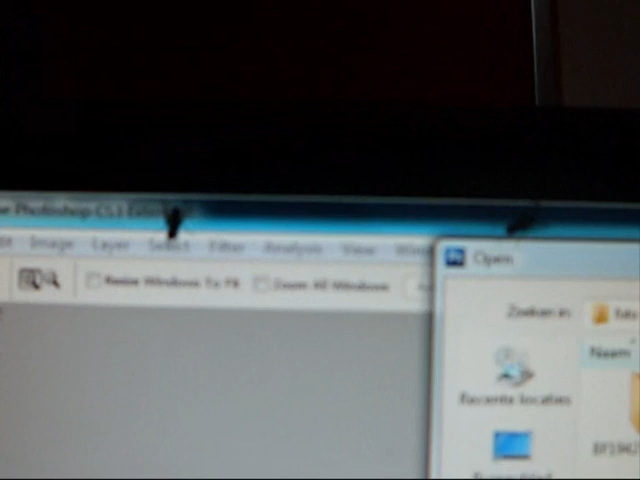 Photoshop CS3
Image Layer Select Filter Analysis View
Resize Windows To Fit Zoom All Windows
Open
Zoeken in:
Naam
Recente locaties